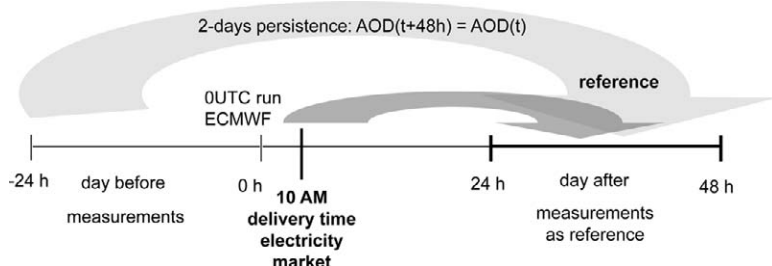 2-days persistence: AOD(t+48h) = AOD(t)
reference
0UTC run
ECMWF
-24 h
day before
measurements
0 h
10 AM
delivery time
electricity
market
24 h
day after
measurements
as reference
48 h